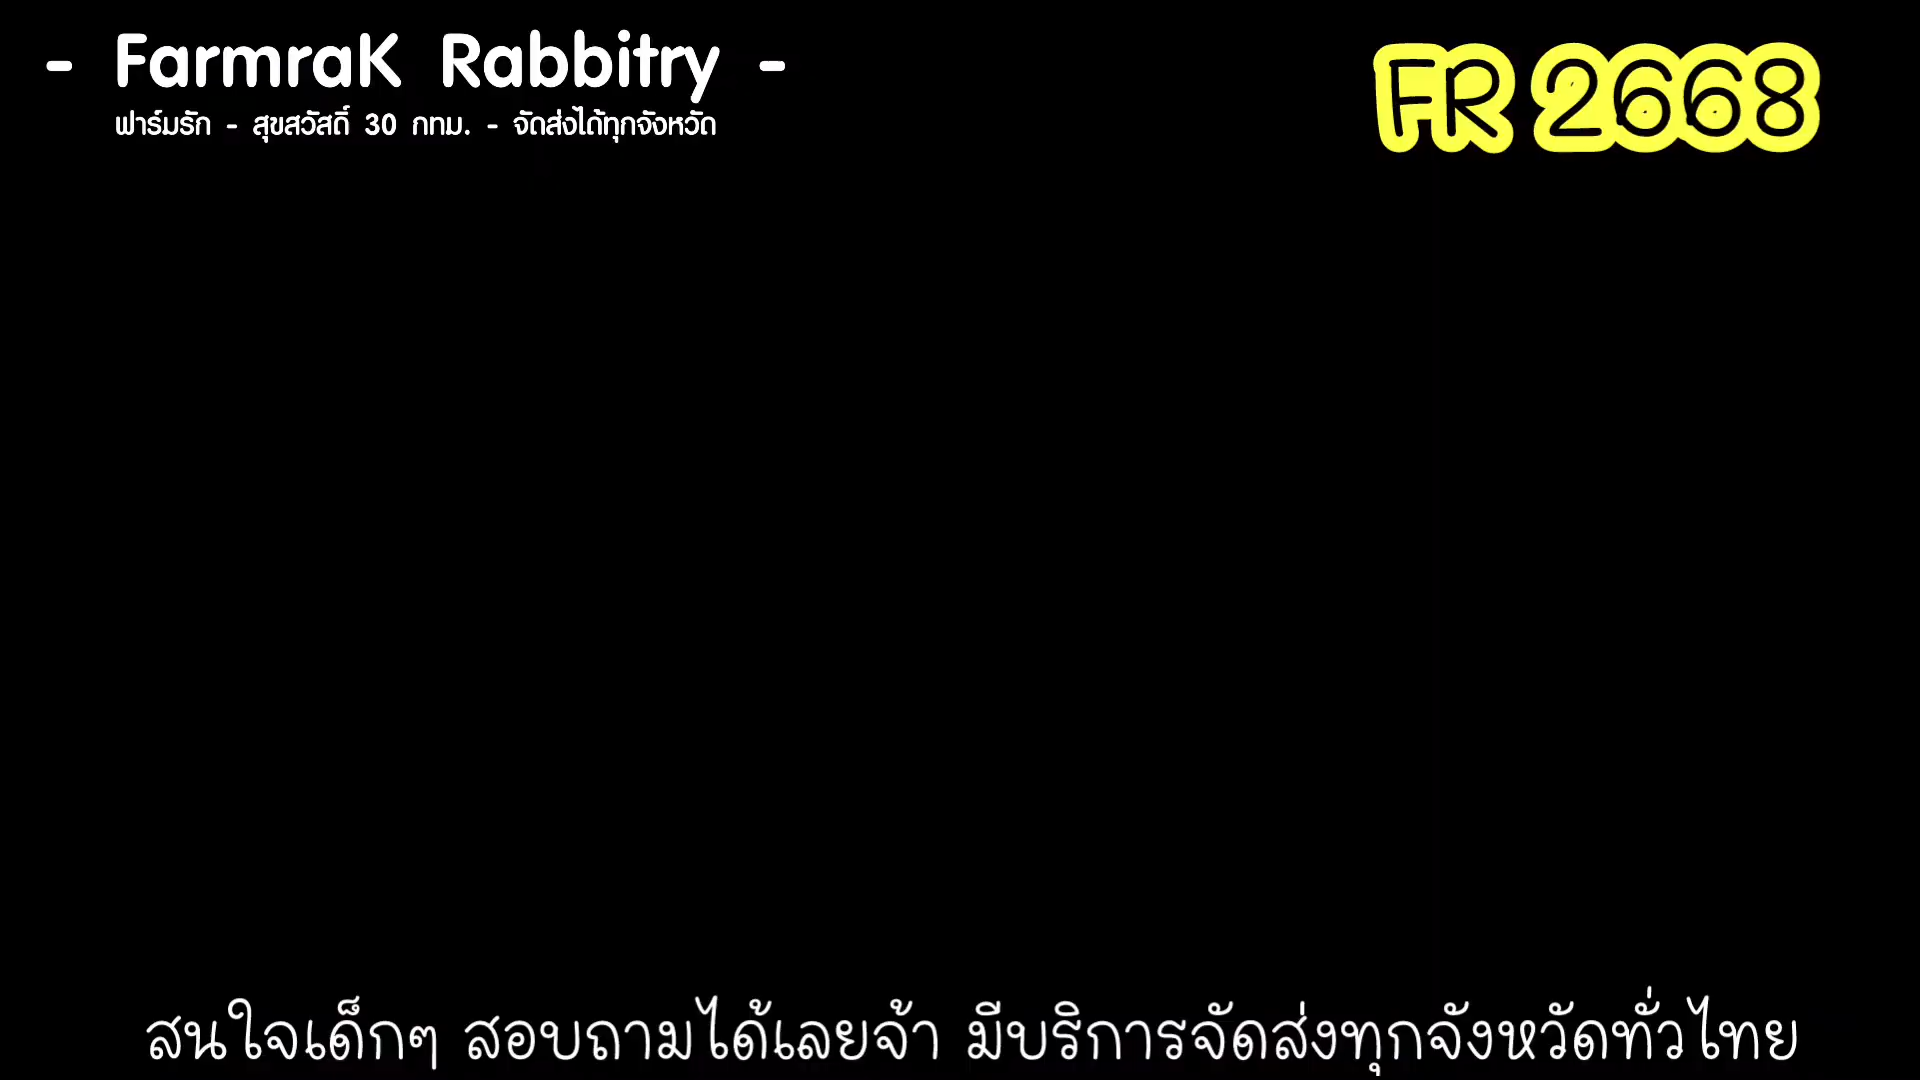 - FarmraK Rabbitry -
ฟาร์มรัก - สุขสวัสดิ์ 30 กทม. - จัดส่งได้ทุกจังหวัด
FR 2668
สนใจเด็กๆ สอบถามได้เลยจ้า มีบริการจัดส่งทุกจังหวัดทั่วไทย